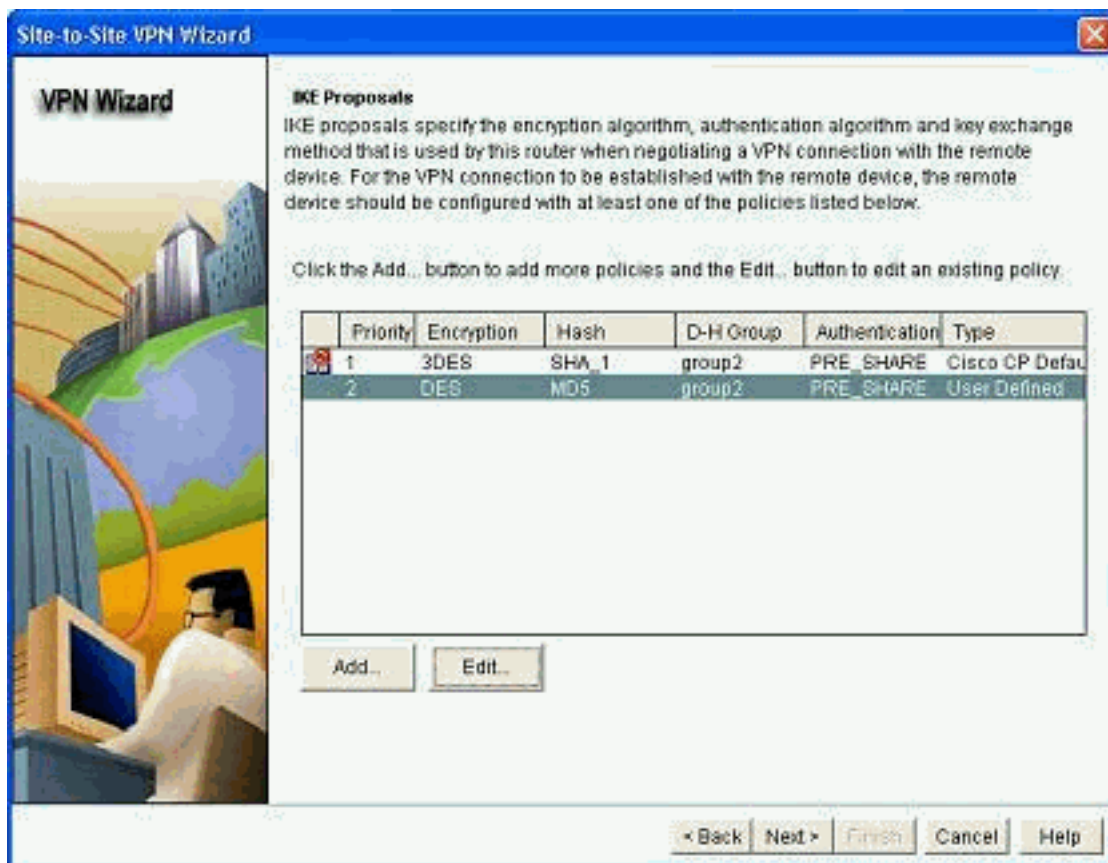 Site-to-Site VPN Wizard
VPN Wizard
IKE Proposals
IKE proposals specify the encryption algorithm, authentication algorithm and key exchange
method that is used by this router when negotiating a VPN connection with the remote
device. For the VPN connection to be established with the remote device, the remote
device should be configured with at least one of the policies listed below.
Click the Add... button to add more policies and the Edit... button to edit an existing policy.
Priority Encryption Hash D-H Group Authentication Type
1 3DES SHA_1 group2 PRE_SHARE Cisco CP Defau
2 DES MD5 group2 PRE_SHARE User Defined
Add... Edit...
< Back Next > Finish Cancel Help